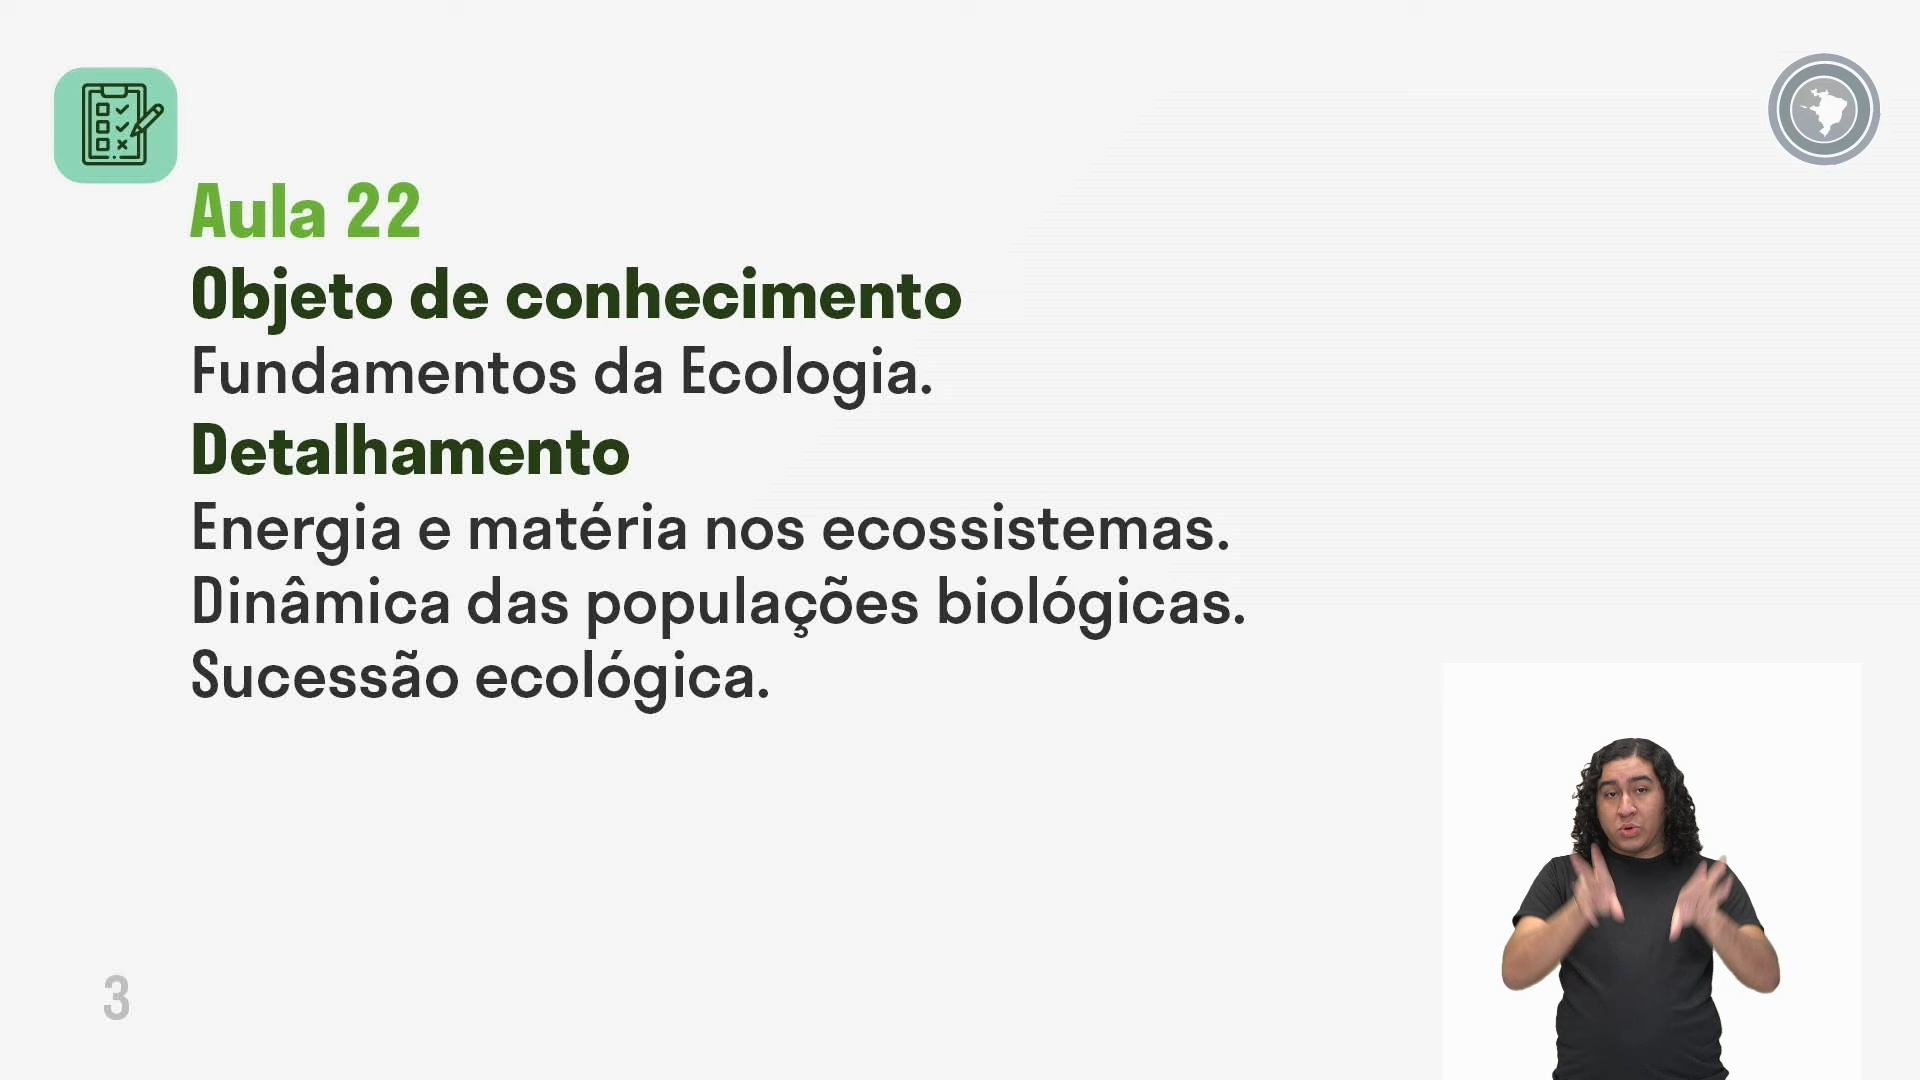 Aula 22
Objeto de conhecimento
Fundamentos da Ecologia.
Detalhamento
Energia e matéria nos ecossistemas.
Dinâmica das populações biológicas.
Sucessão ecológica.
3